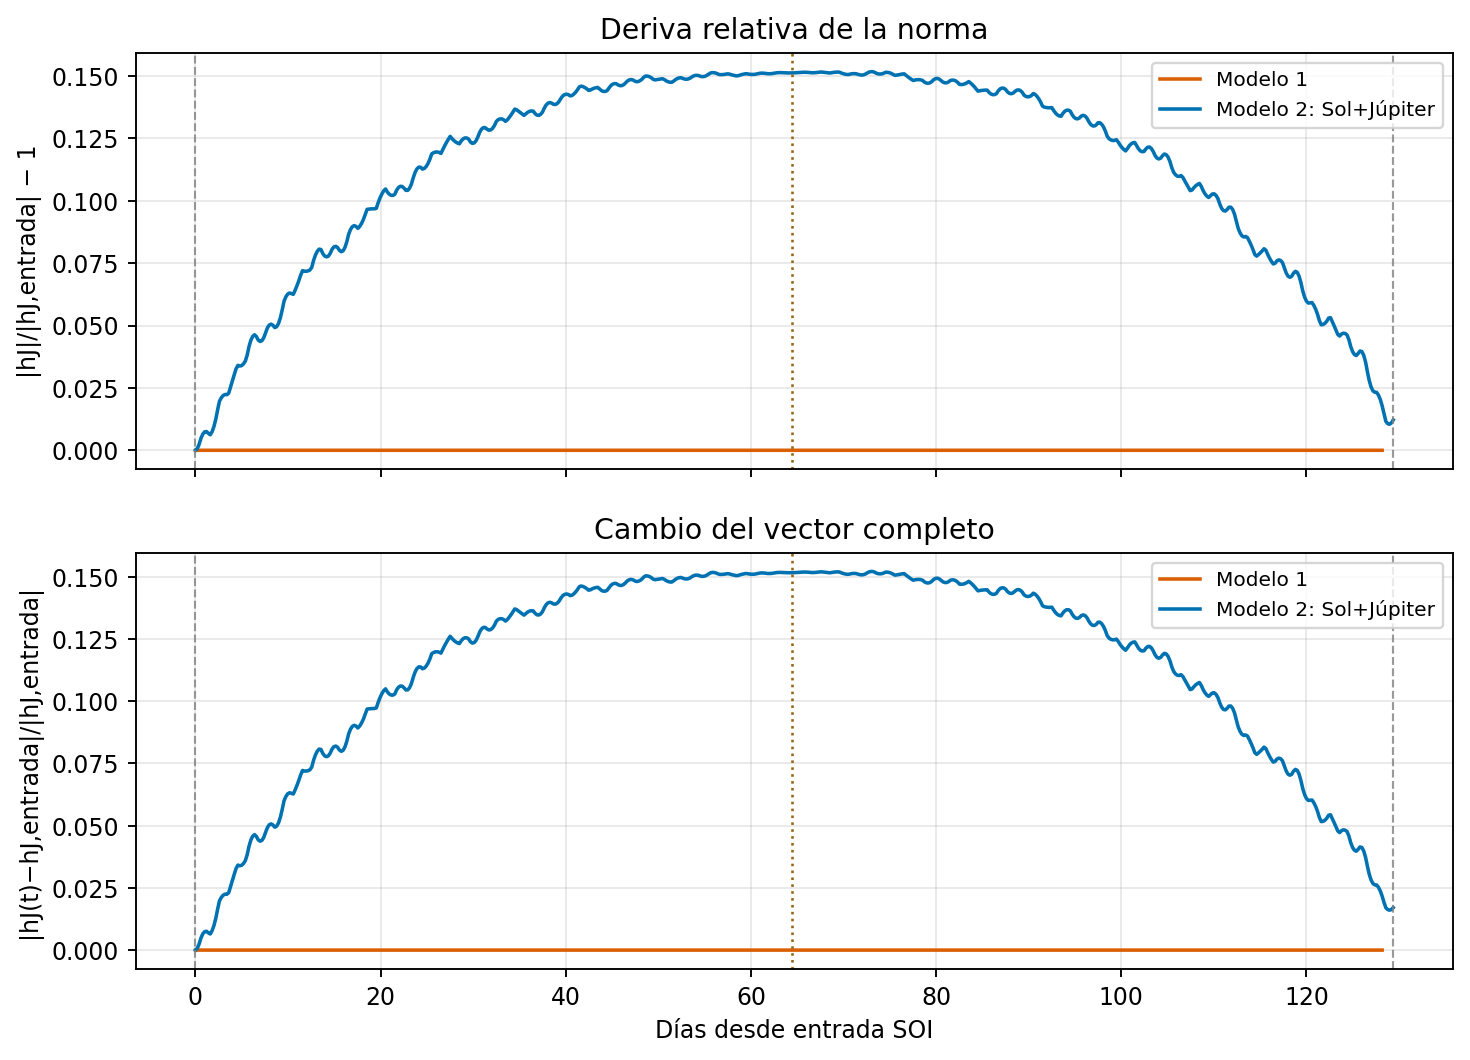 Deriva relativa de la norma
|hJ|/|hJ,entrada| − 1
0.150
0.125
0.100
0.075
0.050
0.025
0.000
Modelo 1
Modelo 2: Sol+Júpiter
Cambio del vector completo
|hJ(t)−hJ,entrada|/|hJ,entrada|
0.150
0.125
0.100
0.075
0.050
0.025
0.000
Modelo 1
Modelo 2: Sol+Júpiter
0 20 40 60 80 100 120
Días desde entrada SOI